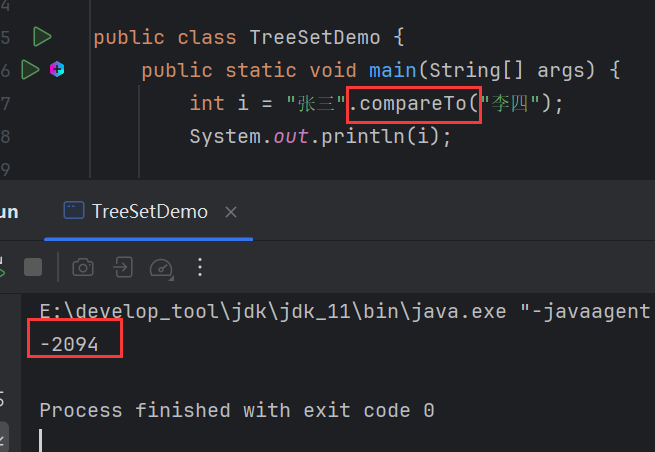 4
5 public class TreeSetDemo {
6 public static void main(String[] args) {
7 int i = "张三".compareTo("李四");
8 System.out.println(i);
9
un TreeSetDemo ×
E:\develop_tool\jdk\jdk_11\bin\java.exe "-javaagent
-2094
Process finished with exit code 0